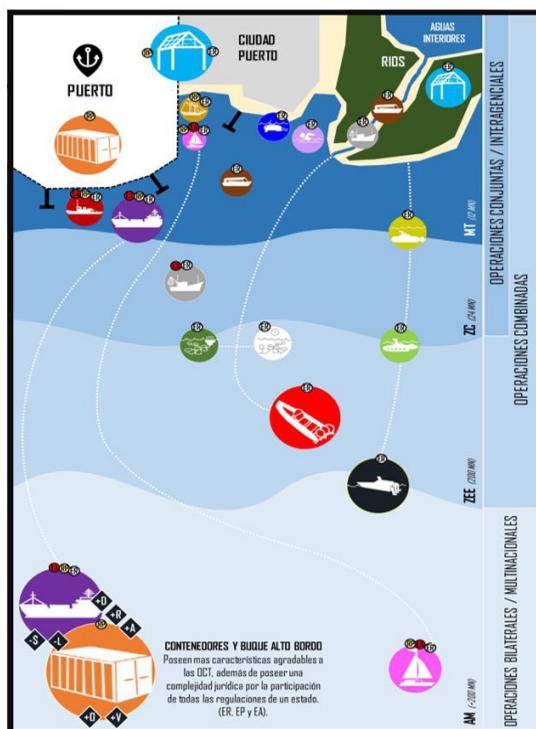 PUERTO
CIUDAD
PUERTO
RIOS
AGUAS
INTERIORES
MT (12 MN)
ZC (24 MN)
ZEE (200 MN)
AM (+200 MN)
OPERACIONES CONJUNTAS / INTERAGENCIALES
OPERACIONES COMBINADAS
OPERACIONES BILATERALES / MULTINACIONALES
+D
+R
+A
-S
-L
+D
+V
CONTENEDORES Y BUQUE ALTO BORDO
Poseen mas características agradables a
las OCT, además de poseer una
complejidad jurídica por la participación
de todas las regulaciones de un estado.
(ER, EP y EA).